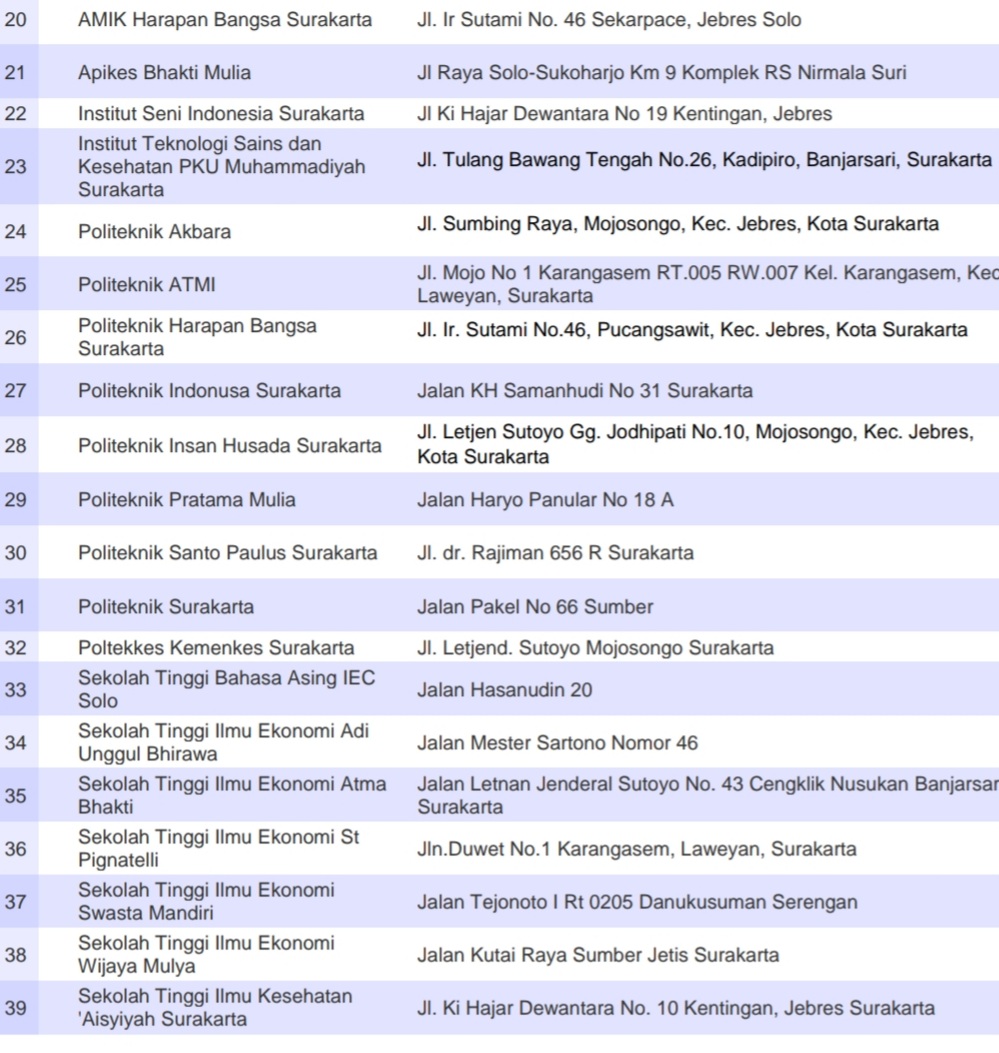 20 AMIK Harapan Bangsa Surakarta Jl. Ir Sutami No. 46 Sekarpace, Jebres Solo
21 Apikes Bhakti Mulia Jl Raya Solo-Sukoharjo Km 9 Komplek RS Nirmala Suri
22 Institut Seni Indonesia Surakarta Jl Ki Hajar Dewantara No 19 Kentingan, Jebres
23 Institut Teknologi Sains dan
Kesehatan PKU Muhammadiyah
Surakarta
Jl. Tulang Bawang Tengah No.26, Kadipiro, Banjarsari, Surakarta
24 Politeknik Akbara Jl. Sumbing Raya, Mojosongo, Kec. Jebres, Kota Surakarta
25 Politeknik ATMI Jl. Mojo No 1 Karangasem RT.005 RW.007 Kel. Karangasem, Kec
Laweyan, Surakarta
26 Politeknik Harapan Bangsa
Surakarta
Jl. Ir. Sutami No.46, Pucangsawit, Kec. Jebres, Kota Surakarta
27 Politeknik Indonusa Surakarta Jalan KH Samanhudi No 31 Surakarta
28 Politeknik Insan Husada Surakarta Jl. Letjen Sutoyo Gg. Jodhipati No.10, Mojosongo, Kec. Jebres,
Kota Surakarta
29 Politeknik Pratama Mulia Jalan Haryo Panular No 18 A
30 Politeknik Santo Paulus Surakarta Jl. dr. Rajiman 656 R Surakarta
31 Politeknik Surakarta Jalan Pakel No 66 Sumber
32 Poltekkes Kemenkes Surakarta Jl. Letjend. Sutoyo Mojosongo Surakarta
33 Sekolah Tinggi Bahasa Asing IEC
Solo
Jalan Hasanudin 20
34 Sekolah Tinggi Ilmu Ekonomi Adi
Unggul Bhirawa
Jalan Mester Sartono Nomor 46
35 Sekolah Tinggi Ilmu Ekonomi Atma
Bhakti
Jalan Letnan Jenderal Sutoyo No. 43 Cengklik Nusukan Banjarsar
Surakarta
36 Sekolah Tinggi Ilmu Ekonomi St
Pignatelli
Jln.Duwet No.1 Karangasem, Laweyan, Surakarta
37 Sekolah Tinggi Ilmu Ekonomi
Swasta Mandiri
Jalan Tejonoto I Rt 0205 Danukusuman Serengan
38 Sekolah Tinggi Ilmu Ekonomi
Wijaya Mulya
Jalan Kutai Raya Sumber Jetis Surakarta
39 Sekolah Tinggi Ilmu Kesehatan
'Aisyiyah Surakarta
Jl. Ki Hajar Dewantara No. 10 Kentingan, Jebres Surakarta